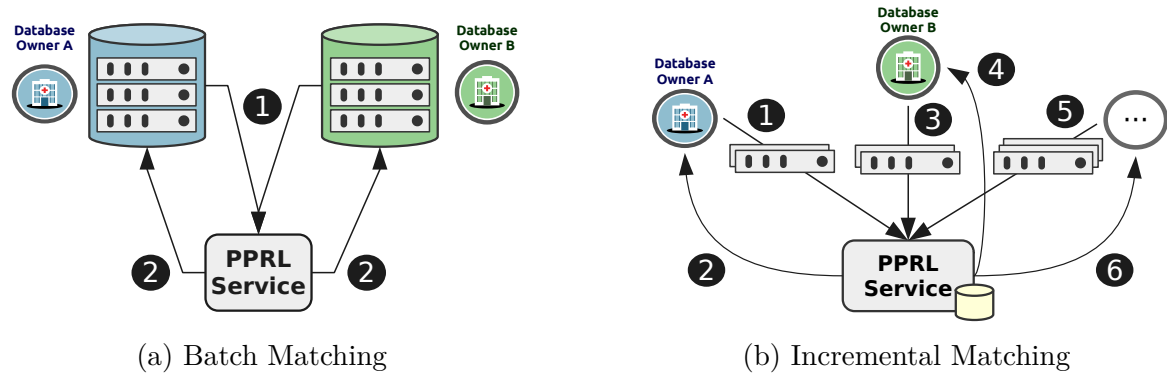 Database
Owner A
Database
Owner B
1
2
2
PPRL
Service
(a) Batch Matching
Database
Owner B
Database
Owner A
1
3
4
5
...
2
6
PPRL
Service
(b) Incremental Matching